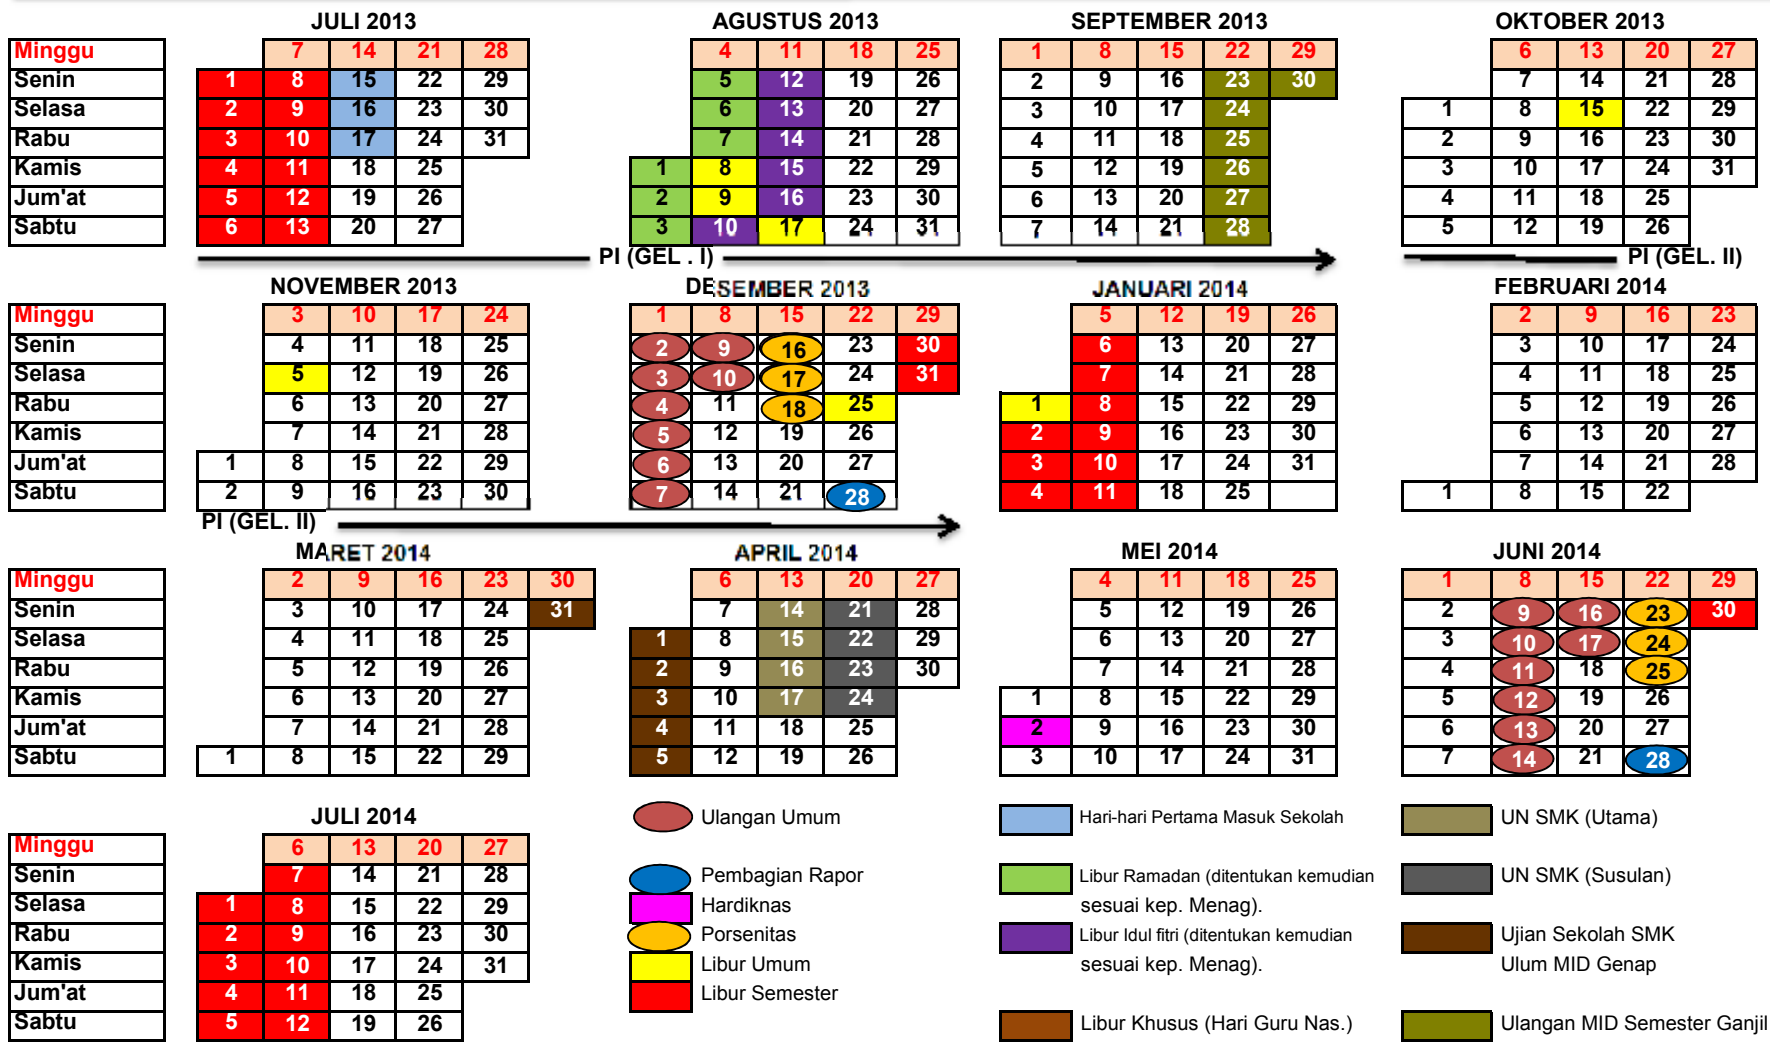 JULI 2013 AGUSTUS 2013 SEPTEMBER 2013 OKTOBER 2013
Minggu 7 14 21 28 4 11 18 25 1 8 15 22 29 6 13 20 27
Senin 1 8 15 22 29 5 12 19 26 2 9 16 23 30 7 14 21 28
Selasa 2 9 16 23 30 6 13 20 27 3 10 17 24 1 8 15 22 29
Rabu 3 10 17 24 31 7 14 21 28 4 11 18 25 2 9 16 23 30
Kamis 4 11 18 25 1 8 15 22 29 5 12 19 26 3 10 17 24 31
Jum'at 5 12 19 26 2 9 16 23 30 6 13 20 27 4 11 18 25
Sabtu 6 13 20 27 3 10 17 24 31 7 14 21 28 5 12 19 26
PI (GEL . I) PI (GEL. II)
NOVEMBER 2013 DESEMBER 2013 JANUARI 2014 FEBRUARI 2014
Minggu 3 10 17 24 1 8 15 22 29 5 12 19 26 2 9 16 23
Senin 4 11 18 25 2 9 16 23 30 6 13 20 27 3 10 17 24
Selasa 5 12 19 26 3 10 17 24 31 7 14 21 28 4 11 18 25
Rabu 6 13 20 27 4 11 18 25 1 8 15 22 29 5 12 19 26
Kamis 7 14 21 28 5 12 19 26 2 9 16 23 30 6 13 20 27
Jum'at 1 8 15 22 29 6 13 20 27 3 10 17 24 31 7 14 21 28
Sabtu 2 9 16 23 30 7 14 21 28 4 11 18 25 1 8 15 22
PI (GEL. II)
MARET 2014 APRIL 2014 MEI 2014 JUNI 2014
Minggu 2 9 16 23 30 6 13 20 27 4 11 18 25 1 8 15 22 29
Senin 3 10 17 24 31 7 14 21 28 5 12 19 26 2 9 16 23 30
Selasa 4 11 18 25 1 8 15 22 29 6 13 20 27 3 10 17 24
Rabu 5 12 19 26 2 9 16 23 30 7 14 21 28 4 11 18 25
Kamis 6 13 20 27 3 10 17 24 1 8 15 22 29 5 12 19 26
Jum'at 7 14 21 28 4 11 18 25 2 9 16 23 30 6 13 20 27
Sabtu 1 8 15 22 29 5 12 19 26 3 10 17 24 31 7 14 21 28
JULI 2014
Minggu 6 13 20 27
Senin 7 14 21 28
Selasa 1 8 15 22 29
Rabu 2 9 16 23 30
Kamis 3 10 17 24 31
Jum'at 4 11 18 25
Sabtu 5 12 19 26
Ulangan Umum
Pembagian Rapor
Hardiknas
Porsenitas
Libur Umum
Libur Semester
Hari-hari Pertama Masuk Sekolah
Libur Ramadan (ditentukan kemudian
sesuai kep. Menag).
Libur Idul fitri (ditentukan kemudian
sesuai kep. Menag).
Libur Khusus (Hari Guru Nas.)
UN SMK (Utama)
UN SMK (Susulan)
Ujian Sekolah SMK
Ulum MID Genap
Ulangan MID Semester Ganjil